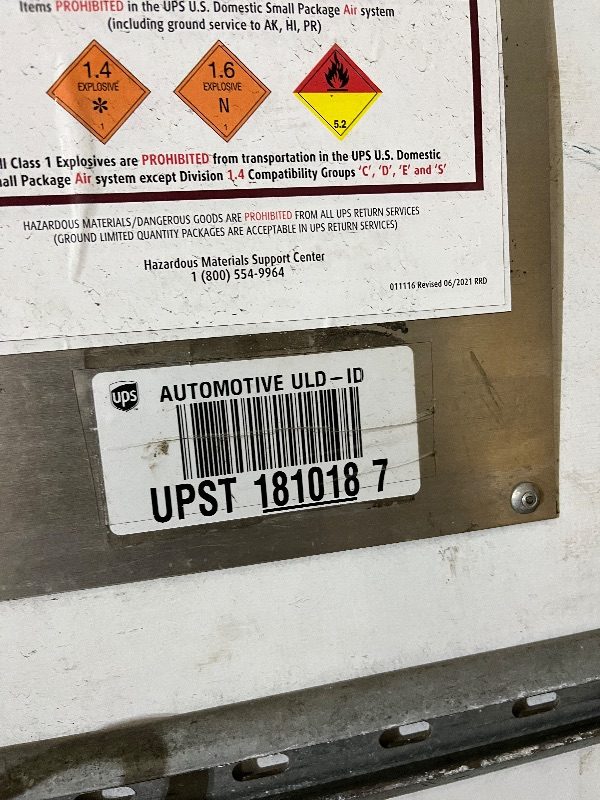 Items PROHIBITED in the UPS U.S. Domestic Small Package Air system
(including ground service to AK, HI, PR)
1.4
EXPLOSIVE
*
1
1.6
EXPLOSIVE
N
1
5.2
ll Class 1 Explosives are PROHIBITED from transportation in the UPS U.S. Domestic
all Package Air system except Division 1.4 Compatibility Groups 'C', 'D', 'E' and 'S'
HAZARDOUS MATERIALS/DANGEROUS GOODS ARE PROHIBITED FROM ALL UPS RETURN SERVICES
(GROUND LIMITED QUANTITY PACKAGES ARE ACCEPTABLE IN UPS RETURN SERVICES)
Hazardous Materials Support Center
1 (800) 554-9964
011116 Revised 06/2021 RRD
ups AUTOMOTIVE ULD-ID
UPST 181018 7